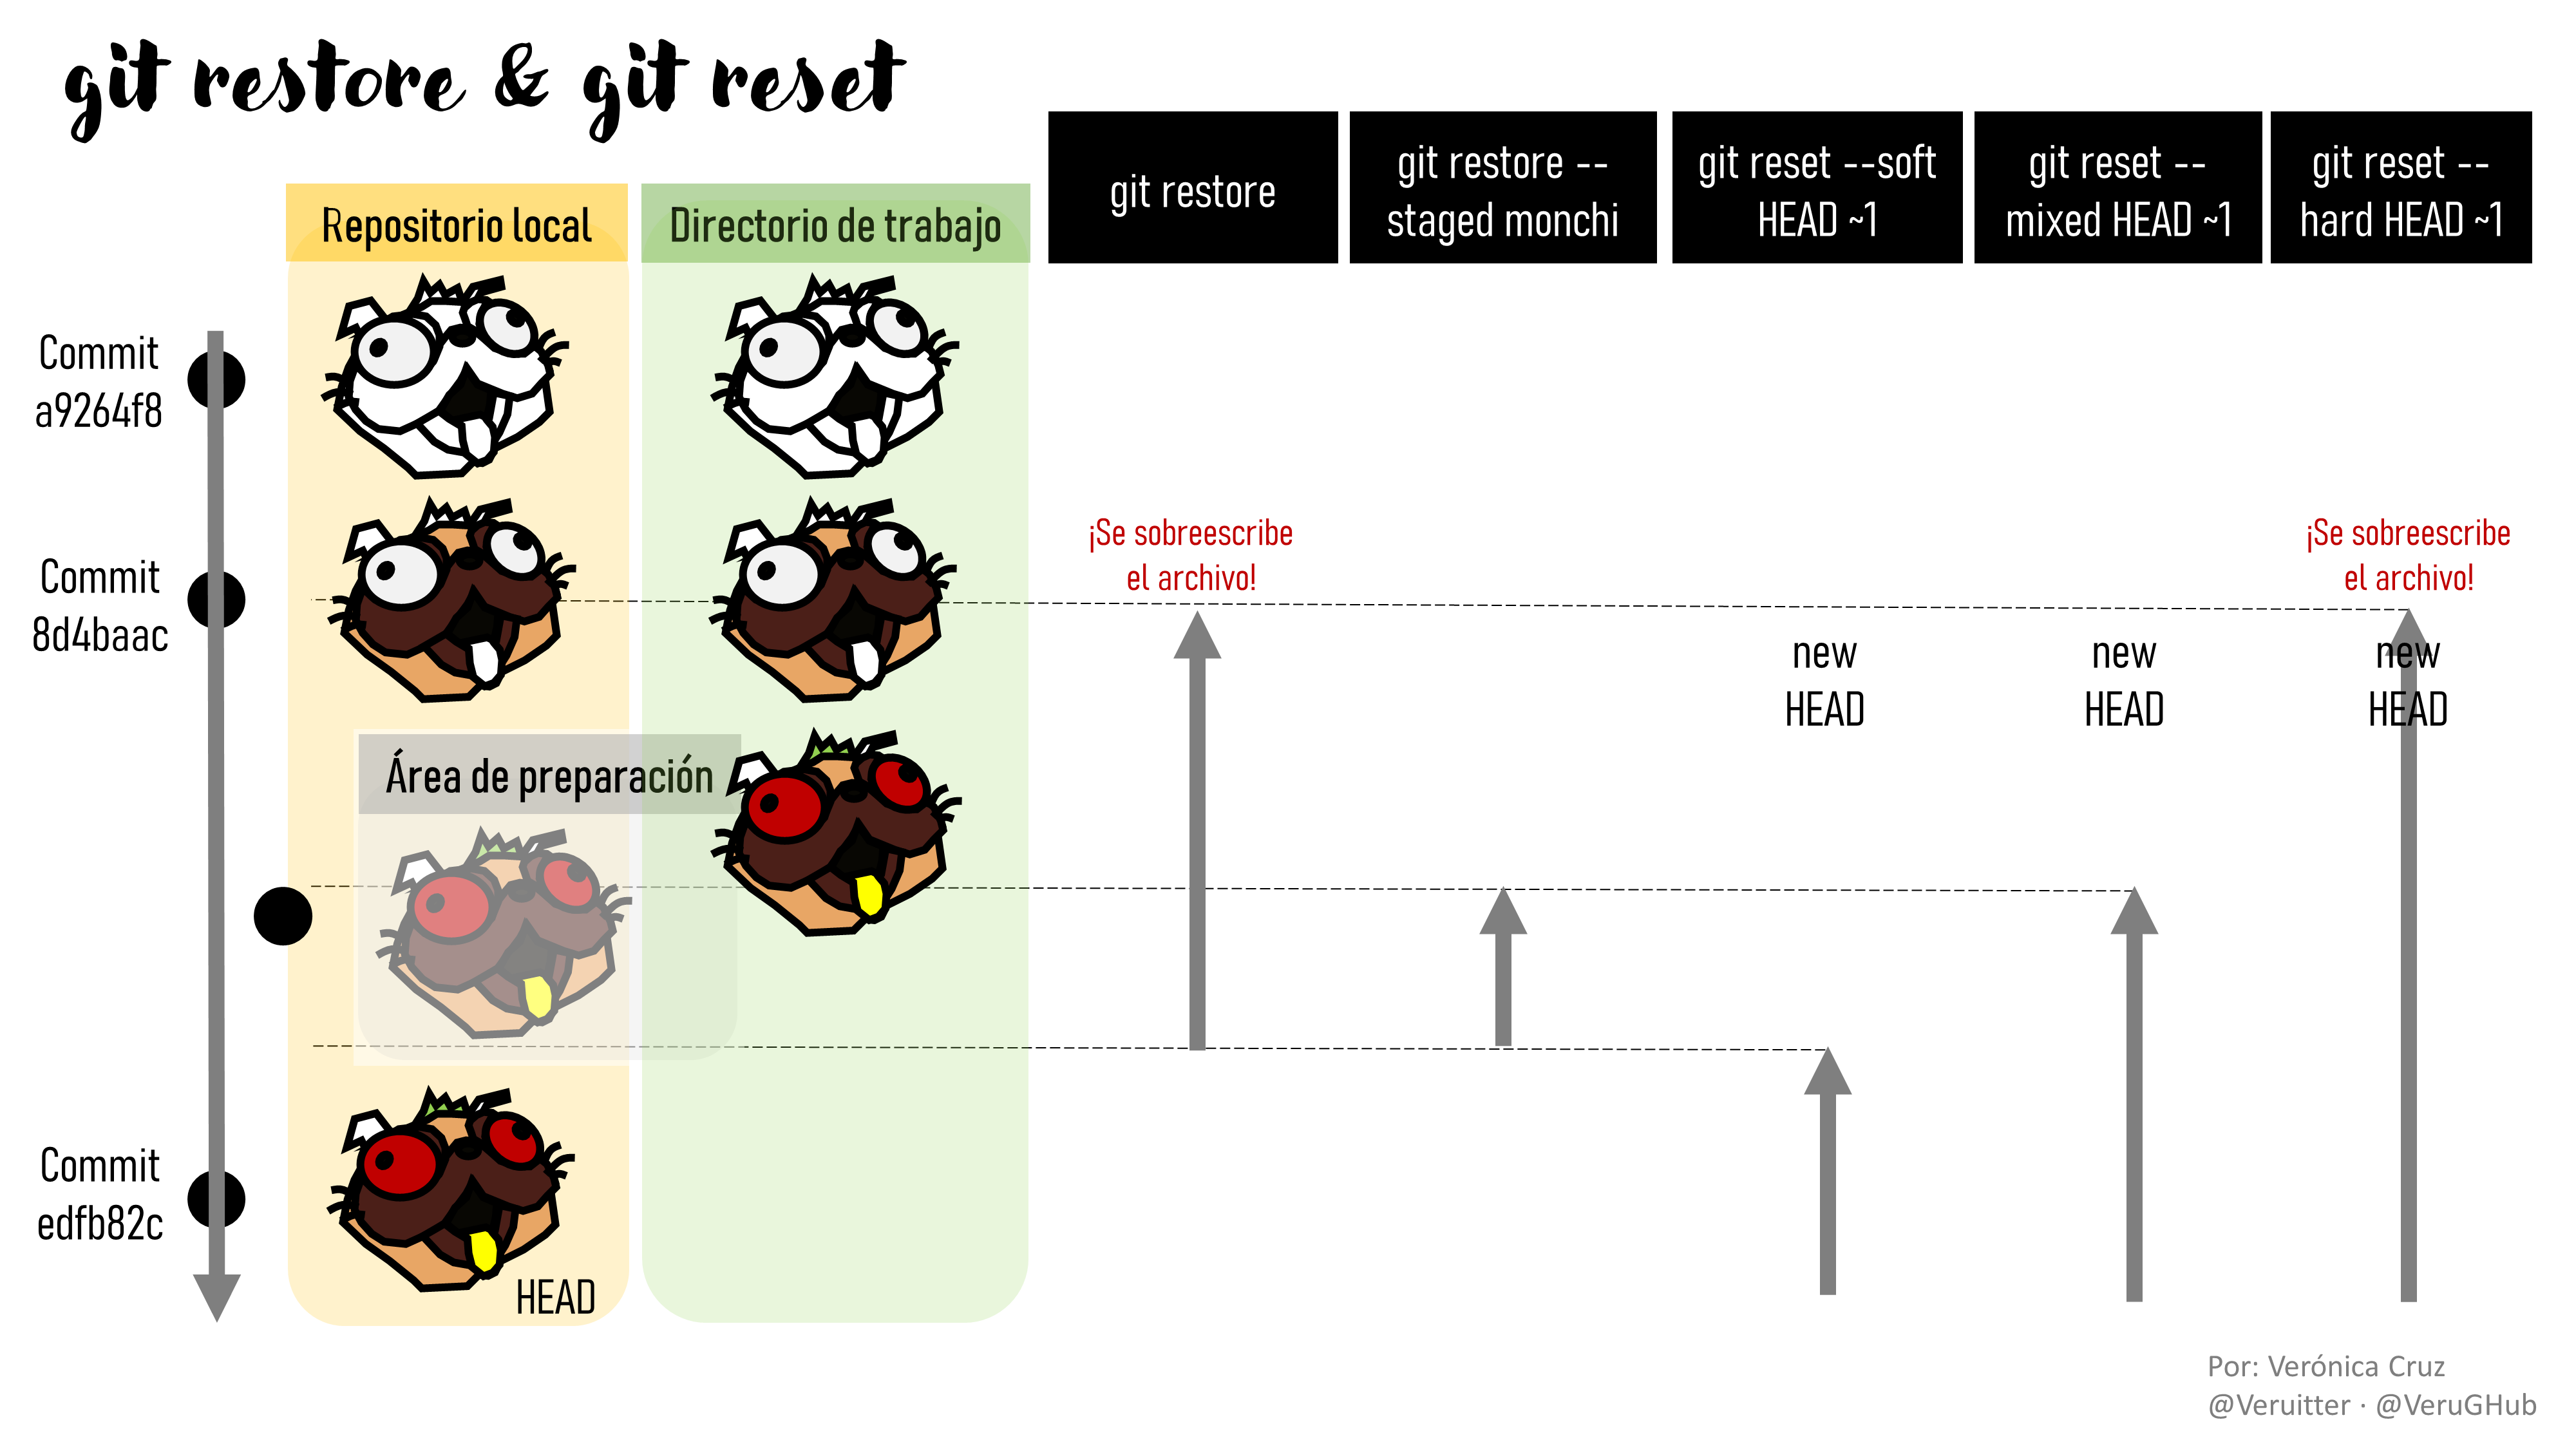 git restore & git reset
git restore
git restore --
staged monchi
git reset --soft
HEAD ~1
git reset --
mixed HEAD ~1
git reset --
hard HEAD ~1
Repositorio local
Directorio de trabajo
Commit
a9264f8
Commit
8d4baac
¡Se sobreescribe
el archivo!
¡Se sobreescribe
el archivo!
new
HEAD
new
HEAD
new
HEAD
Área de preparación
Commit
edfb82c
HEAD
Por: Verónica Cruz
@Veruitter · @VeruGHub